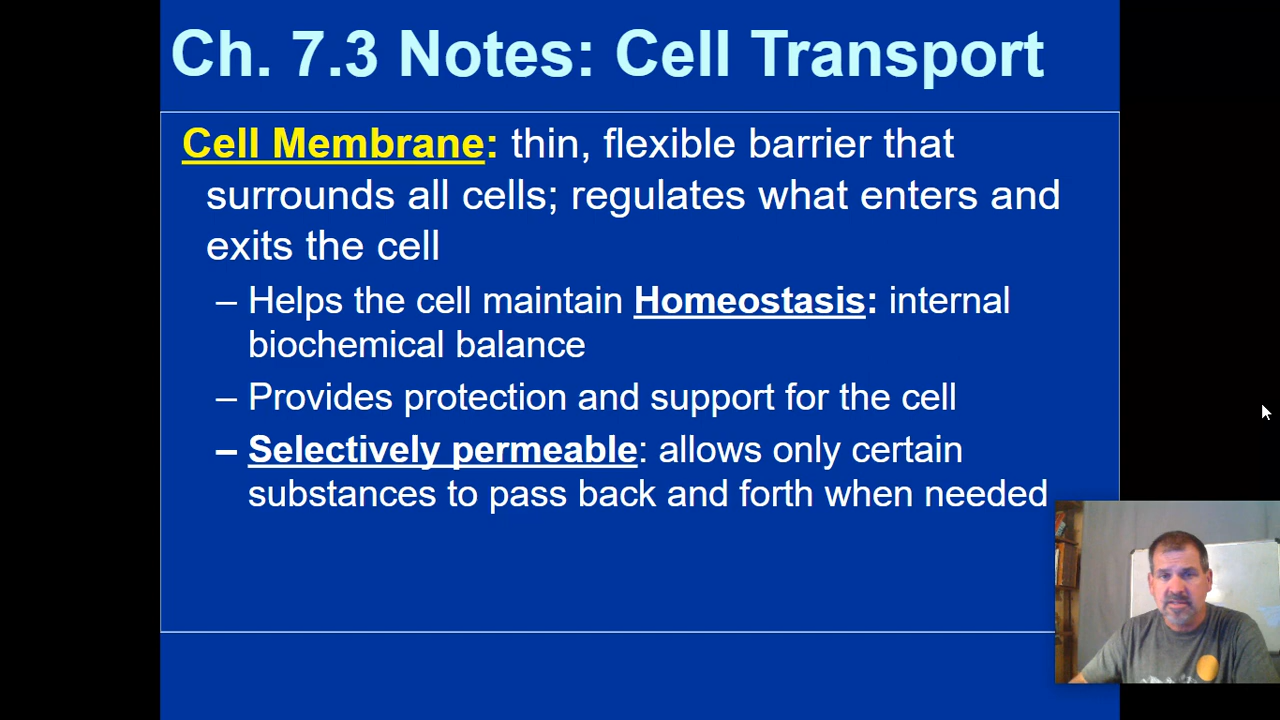 Ch. 7.3 Notes: Cell Transport
Cell Membrane: thin, flexible barrier that
surrounds all cells; regulates what enters and
exits the cell
– Helps the cell maintain Homeostasis: internal
biochemical balance
– Provides protection and support for the cell
– Selectively permeable: allows only certain
substances to pass back and forth when needed